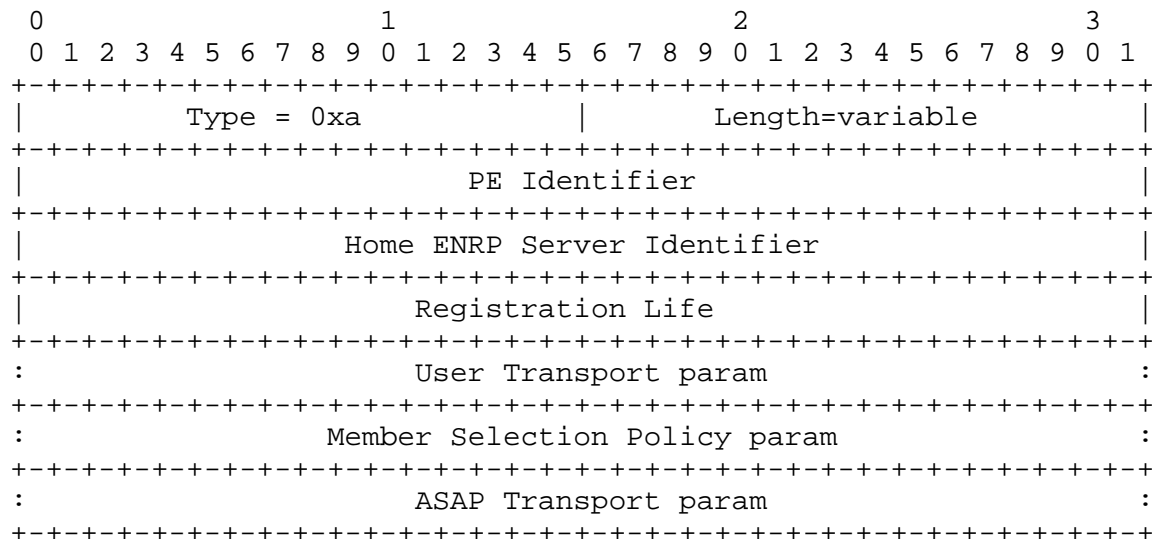 0                   1                   2                   3
 0 1 2 3 4 5 6 7 8 9 0 1 2 3 4 5 6 7 8 9 0 1 2 3 4 5 6 7 8 9 0 1
+-+-+-+-+-+-+-+-+-+-+-+-+-+-+-+-+-+-+-+-+-+-+-+-+-+-+-+-+-+-+-+-+
|         Type = 0xa            |       Length=variable         |
+-+-+-+-+-+-+-+-+-+-+-+-+-+-+-+-+-+-+-+-+-+-+-+-+-+-+-+-+-+-+-+-+
|                         PE Identifier                         |
+-+-+-+-+-+-+-+-+-+-+-+-+-+-+-+-+-+-+-+-+-+-+-+-+-+-+-+-+-+-+-+-+
|                  Home ENRP Server Identifier                  |
+-+-+-+-+-+-+-+-+-+-+-+-+-+-+-+-+-+-+-+-+-+-+-+-+-+-+-+-+-+-+-+-+
|                      Registration Life                        |
+-+-+-+-+-+-+-+-+-+-+-+-+-+-+-+-+-+-+-+-+-+-+-+-+-+-+-+-+-+-+-+-+
:                      User Transport param                     :
+-+-+-+-+-+-+-+-+-+-+-+-+-+-+-+-+-+-+-+-+-+-+-+-+-+-+-+-+-+-+-+-+
:                 Member Selection Policy param                 :
+-+-+-+-+-+-+-+-+-+-+-+-+-+-+-+-+-+-+-+-+-+-+-+-+-+-+-+-+-+-+-+-+
:                      ASAP Transport param                     :
+-+-+-+-+-+-+-+-+-+-+-+-+-+-+-+-+-+-+-+-+-+-+-+-+-+-+-+-+-+-+-+-+